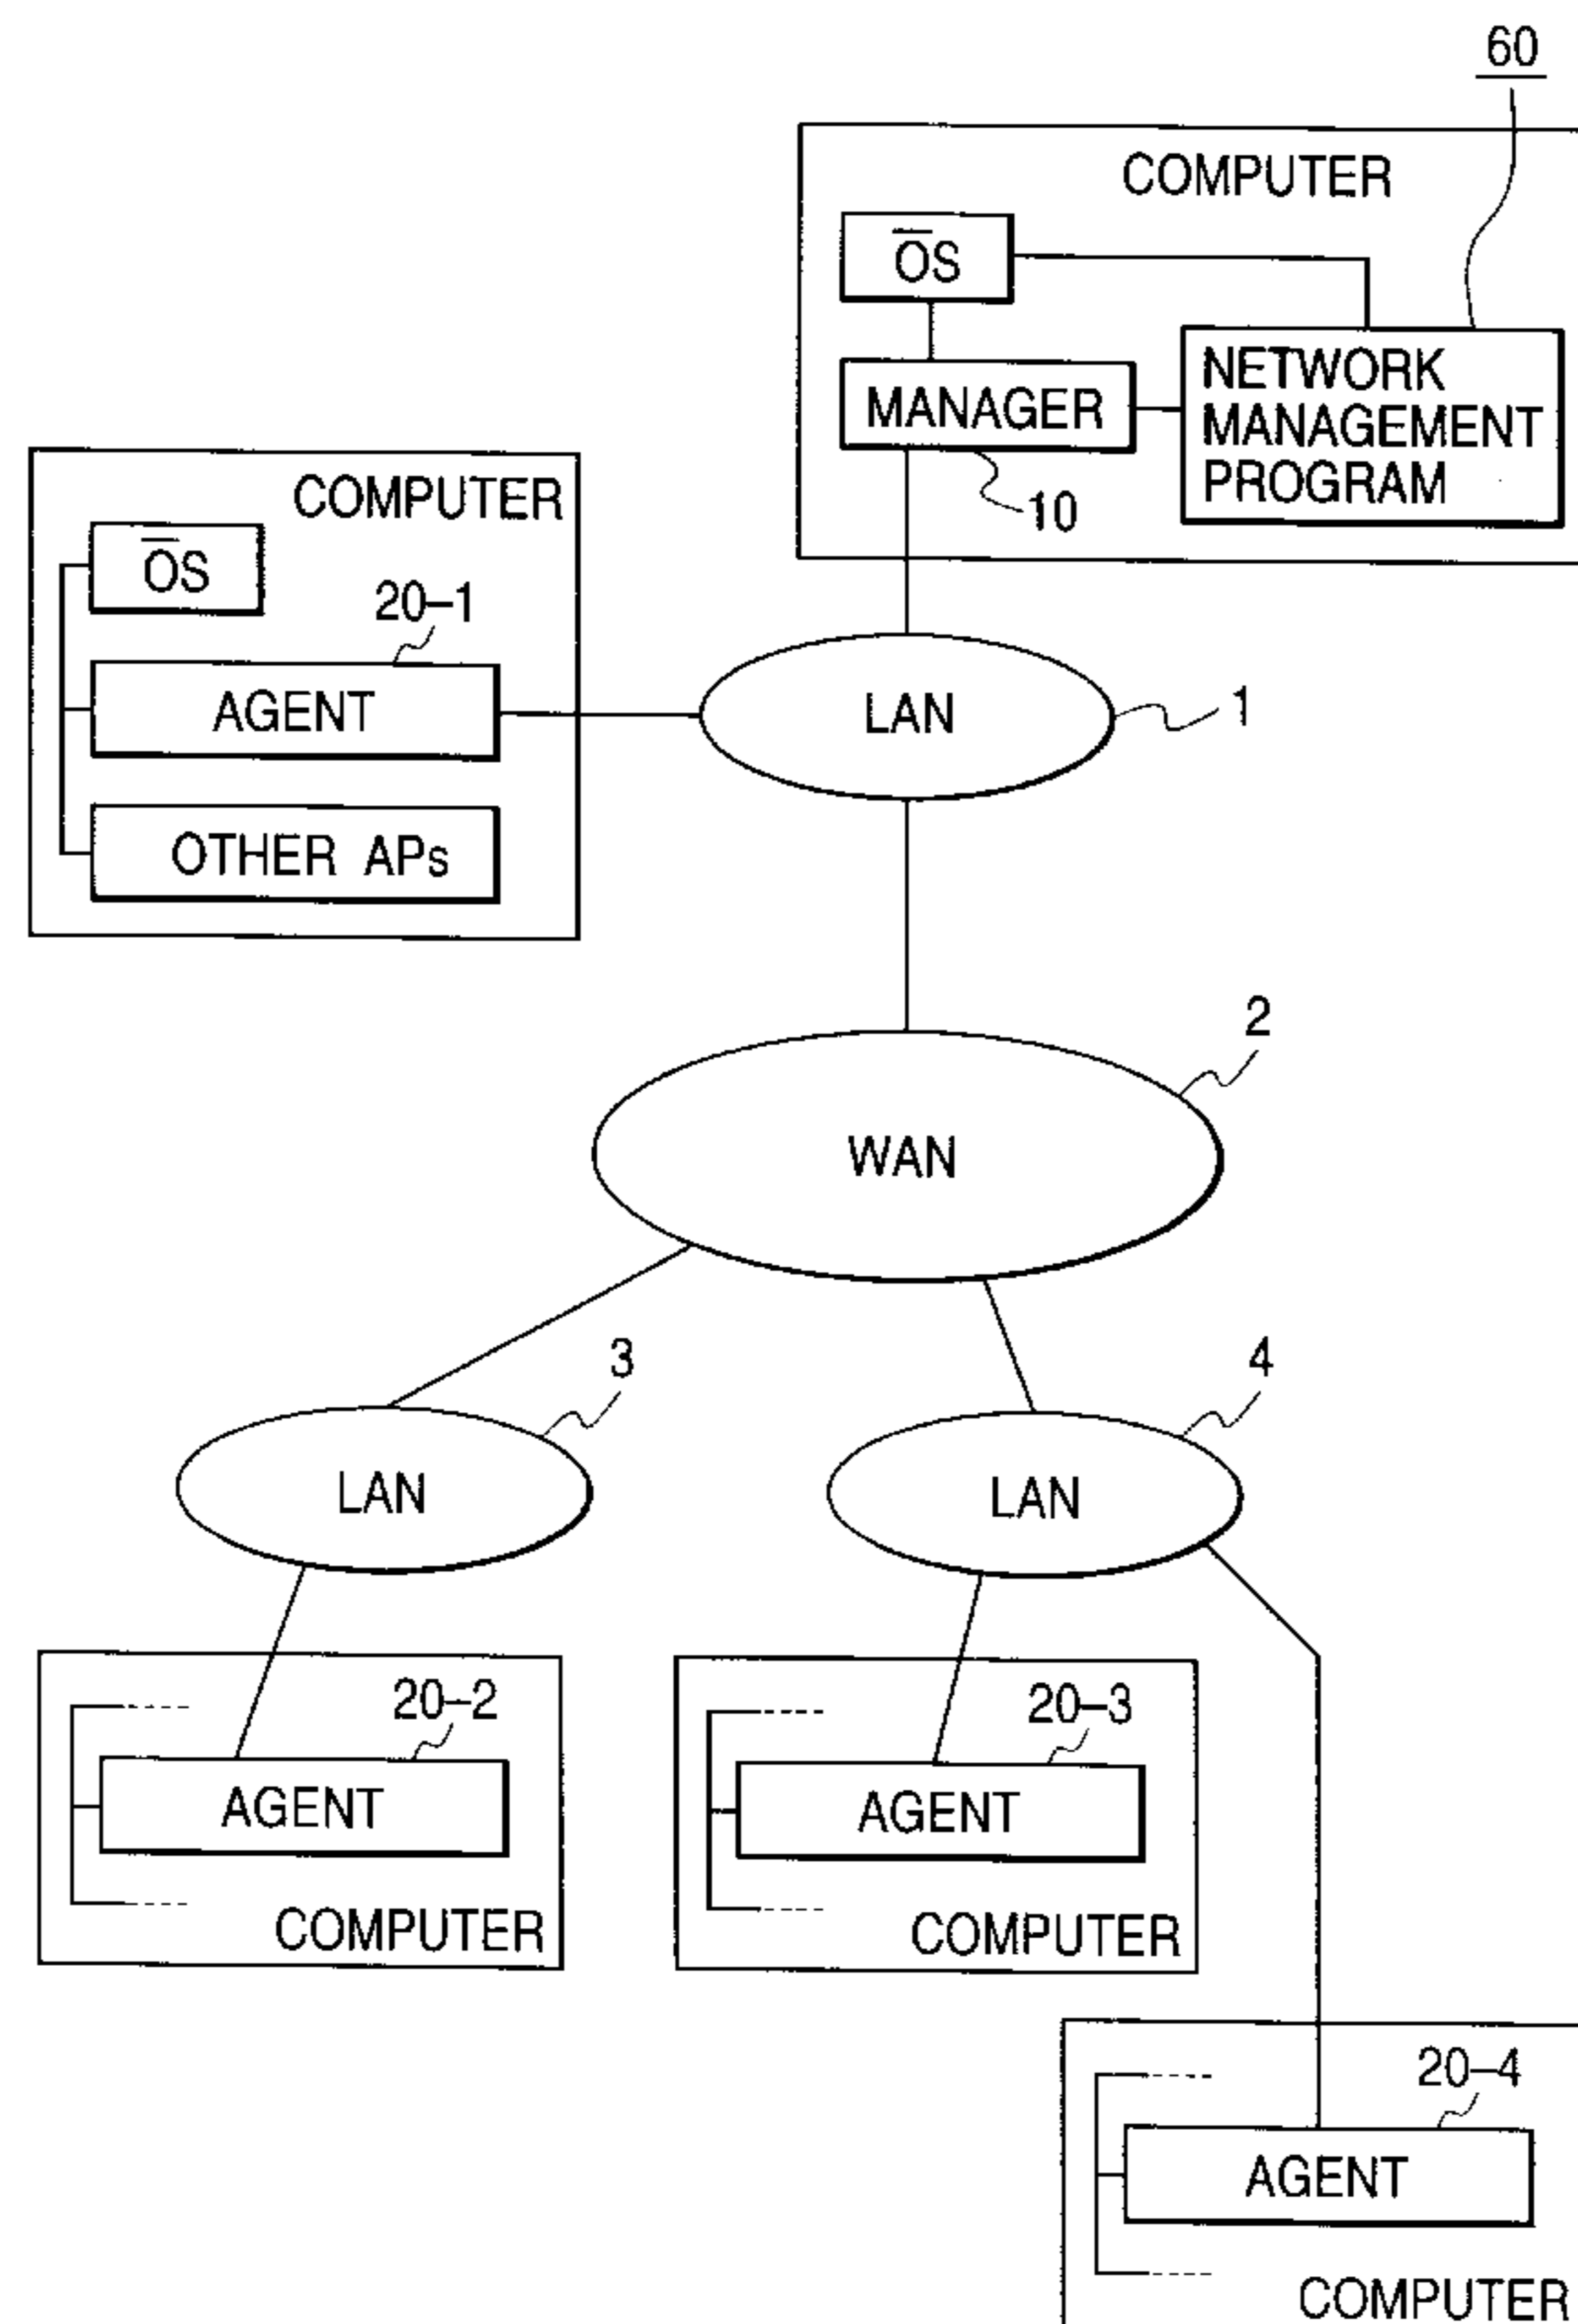 60
COMPUTER
OS
MANAGER
NETWORK
MANAGEMENT
PROGRAM
10
COMPUTER
OS
20-1
AGENT
OTHER APs
LAN
1
2
WAN
3
LAN
4
LAN
20-2
AGENT
COMPUTER
20-3
AGENT
COMPUTER
20-4
AGENT
COMPUTER